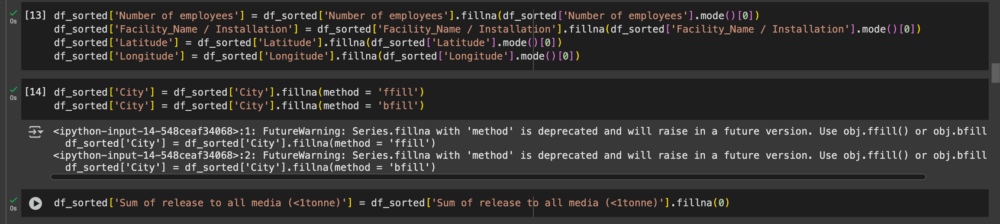 [13] df_sorted['Number of employees'] = df_sorted['Number of employees'].fillna(df_sorted['Number of employees'].mode()[0])
df_sorted['Facility_Name / Installation'] = df_sorted['Facility_Name / Installation'].fillna(df_sorted['Facility_Name / Installation'].mode()[0])
df_sorted['Latitude'] = df_sorted['Latitude'].fillna(df_sorted['Latitude'].mode()[0])
df_sorted['Longitude'] = df_sorted['Longitude'].fillna(df_sorted['Longitude'].mode()[0])
0s
[14] df_sorted['City'] = df_sorted['City'].fillna(method = 'ffill')
0s
df_sorted['City'] = df_sorted['City'].fillna(method = 'bfill')
<ipython-input-14-548ceaf34068>:1: FutureWarning: Series.fillna with 'method' is deprecated and will raise in a future version. Use obj.ffill() or obj.bfill
df_sorted['City'] = df_sorted['City'].fillna(method = 'ffill')
<ipython-input-14-548ceaf34068>:2: FutureWarning: Series.fillna with 'method' is deprecated and will raise in a future version. Use obj.ffill() or obj.bfill
df_sorted['City'] = df_sorted['City'].fillna(method = 'bfill')
df_sorted['Sum of release to all media (<1tonne)'] = df_sorted['Sum of release to all media (<1tonne)'].fillna(0)
0s